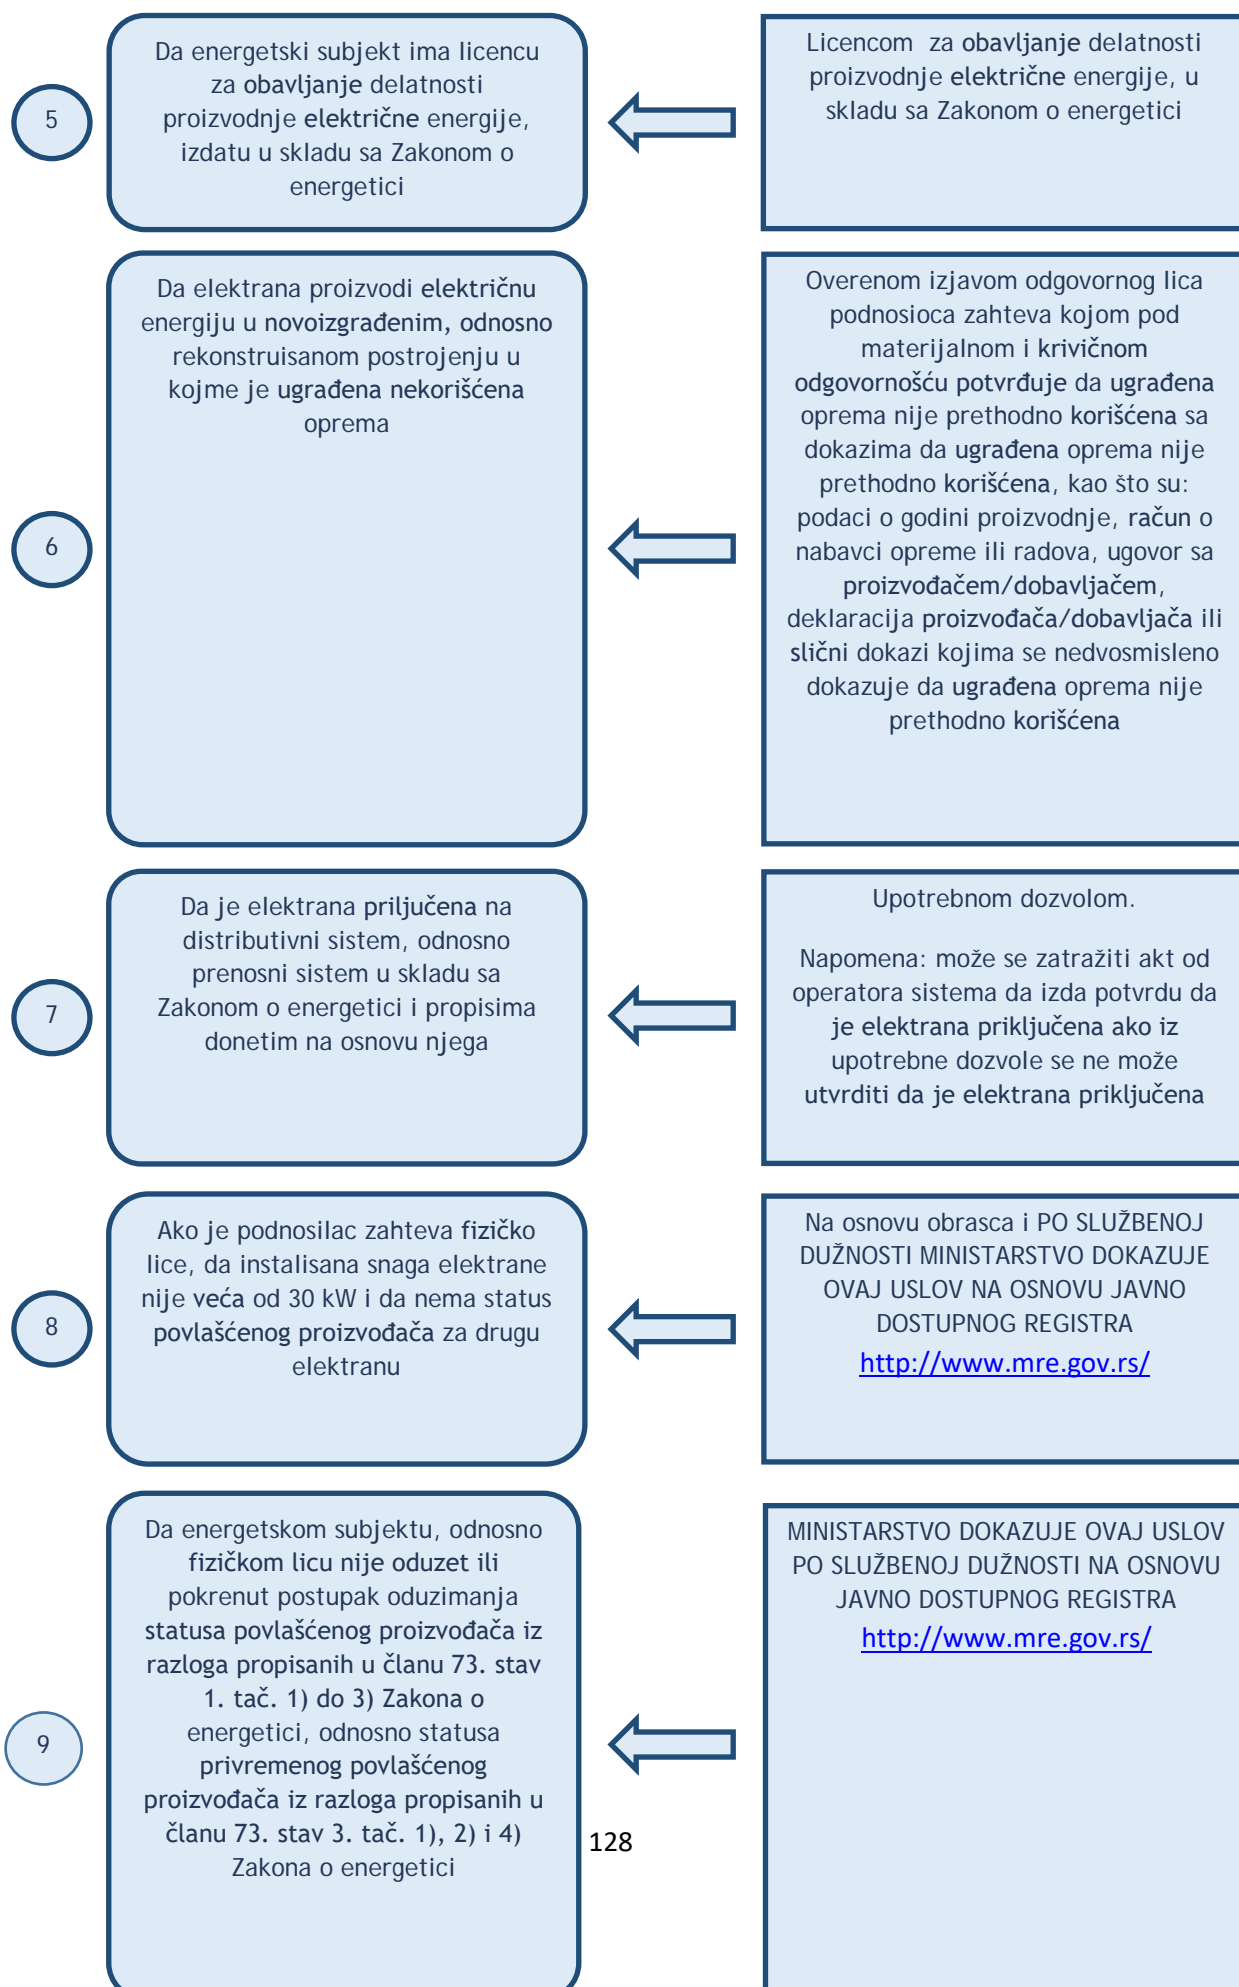 5
Da energetski subjekt ima licencu
za obavljanje delatnosti
proizvodnje električne energije,
izdatu u skladu sa Zakonom o
energetici
Licencom za obavljanje delatnosti
proizvodnje električne energije, u
skladu sa Zakonom o energetici
6
Da elektrana proizvodi električnu
energiju u novoizgrađenim, odnosno
rekonstruisanom postrojenju u
kojme je ugrađena nekorišćena
oprema
Overenom izjavom odgovornog lica
podnosioca zahteva kojom pod
materijalnom i krivičnom
odgovornošću potvrđuje da ugrađena
oprema nije prethodno korišćena sa
dokazima da ugrađena oprema nije
prethodno korišćena, kao što su:
podaci o godini proizvodnje, račun o
nabavci opreme ili radova, ugovor sa
proizvođačem/dobavljačem,
deklaracija proizvođača/dobavljača ili
slični dokazi kojima se nedvosmisleno
dokazuje da ugrađena oprema nije
prethodno korišćena
7
Da je elektrana priljučena na
distributivni sistem, odnosno
prenosni sistem u skladu sa
Zakonom o energetici i propisima
donetim na osnovu njega
Upotrebnom dozvolom.
Napomena: može se zatražiti akt od
operatora sistema da izda potvrdu da
je elektrana priključena ako iz
upotrebne dozvole se ne može
utvrditi da je elektrana priključena
8
Ako je podnosilac zahteva fizičko
lice, da instalisana snaga elektrane
nije veća od 30 kW i da nema status
povlašćenog proizvođača za drugu
elektranu
Na osnovu obrasca i PO SLUŽBENOJ
DUŽNOSTI MINISTARSTVO DOKAZUJE
OVAJ USLOV NA OSNOVU JAVNO
DOSTUPNOG REGISTRA
http://www.mre.gov.rs/
9
Da energetskom subjektu, odnosno
fizičkom licu nije oduzet ili
pokrenut postupak oduzimanja
statusa povlašćenog proizvođača iz
razloga propisanih u članu 73. stav
1. tač. 1) do 3) Zakona o
energetici, odnosno statusa
privremenog povlašćenog
proizvođača iz razloga propisanih u
članu 73. stav 3. tač. 1), 2) i 4)
Zakona o energetici
MINISTARSTVO DOKAZUJE OVAJ USLOV
PO SLUŽBENOJ DUŽNOSTI NA OSNOVU
JAVNO DOSTUPNOG REGISTRA
http://www.mre.gov.rs/
128